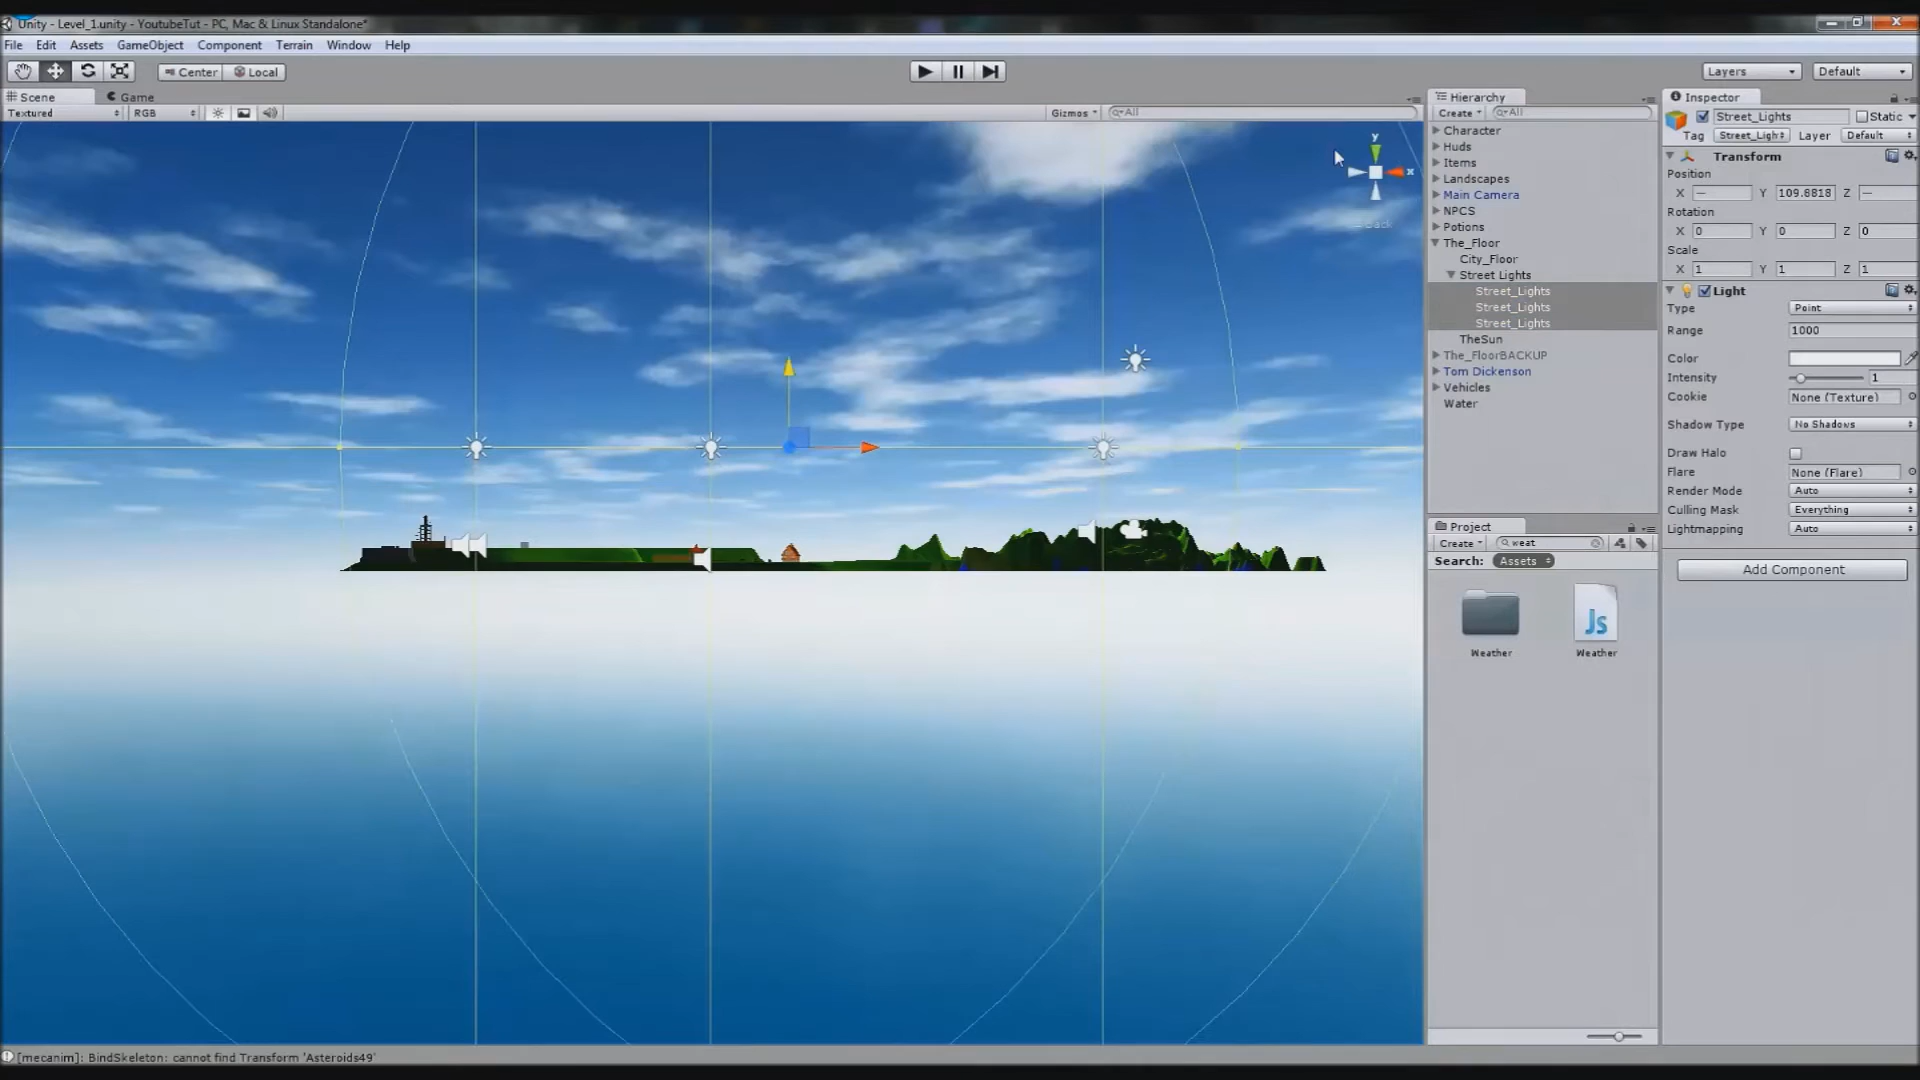 Unity - Level_1.unity - YoutubeTut - PC, Mac & Linux Standalone*
File Edit Assets GameObject Component Terrain Window Help
Center Local Layers Default
Scene Game
Textured RGB Gizmos All
y
x
Back
Hierarchy
Create All
Character
Huds
Items
Landscapes
Main Camera
NPCS
Potions
The_Floor
City_Floor
Street Lights
Street_Lights
Street_Lights
Street_Lights
TheSun
The_FloorBACKUP
Tom Dickenson
Vehicles
Water
Project
Create weat
Search: Assets
Js
Weather Weather
Inspector
Street_Lights Static
Tag Street_Light Layer Default
Transform
Position
X — Y 109.8818 Z —
Rotation
X 0 Y 0 Z 0
Scale
X 1 Y 1 Z 1
Light
Type Point
Range 1000
Color
Intensity 1
Cookie None (Texture)
Shadow Type No Shadows
Draw Halo
Flare None (Flare)
Render Mode Auto
Culling Mask Everything
Lightmapping Auto
Add Component
[mecanim]: BindSkeleton: cannot find Transform 'Asteroids49'